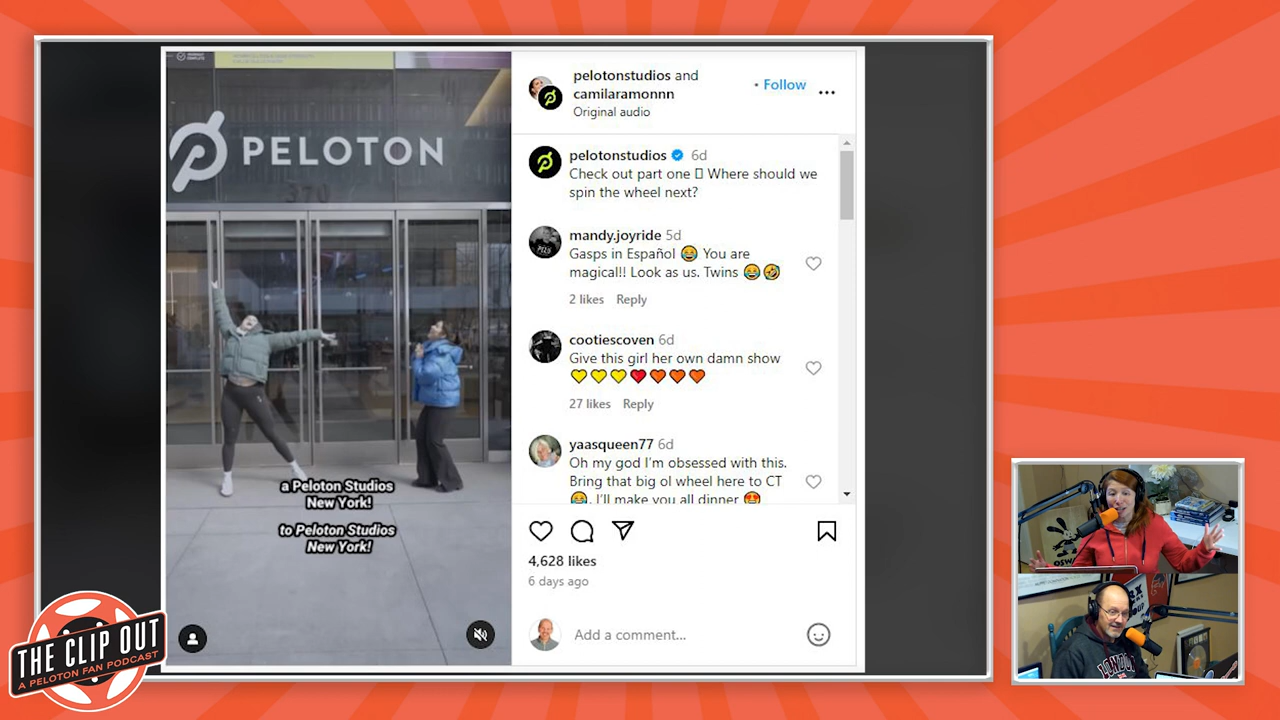 PELOTON
370
a Peloton Studios
New York!
to Peloton Studios
New York!
pelotonstudios and
camilaramonnn
• Follow
Original audio
pelotonstudios 6d
Check out part one ▯ Where should we
spin the wheel next?
mandy.joyride 5d
Gasps in Español 😂 You are
magical!! Look as us. Twins 😂🤣
2 likes Reply
cootiescoven 6d
Give this girl her own damn show
💛💛💛❤️🧡🧡🧡
27 likes Reply
yaasqueen77 6d
Oh my god I'm obsessed with this.
Bring that big ol wheel here to CT
😂. I'll make you all dinner 🤩
4,628 likes
6 days ago
Add a comment...
THE CLIP OUT
A PELOTON FAN PODCAST
OSW
LONDON